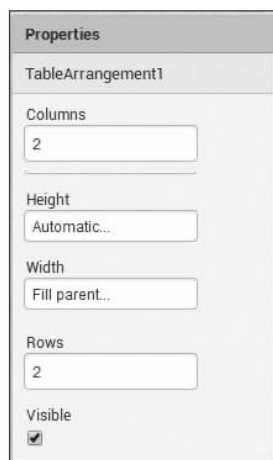 Properties
TableArrangement1
Columns
2
Height
Automatic...
Width
Fill parent...
Rows
2
Visible